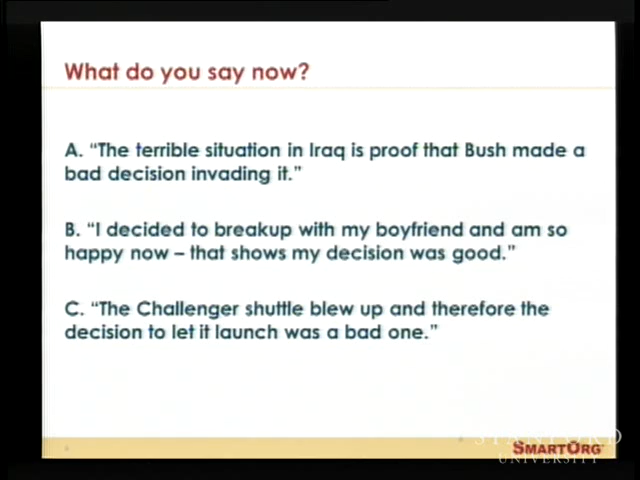 What do you say now?
A. “The terrible situation in Iraq is proof that Bush made a
bad decision invading it.”
B. “I decided to breakup with my boyfriend and am so
happy now – that shows my decision was good.”
C. “The Challenger shuttle blew up and therefore the
decision to let it launch was a bad one.”
STANFORD
SMARTORG
UNIVERSITY